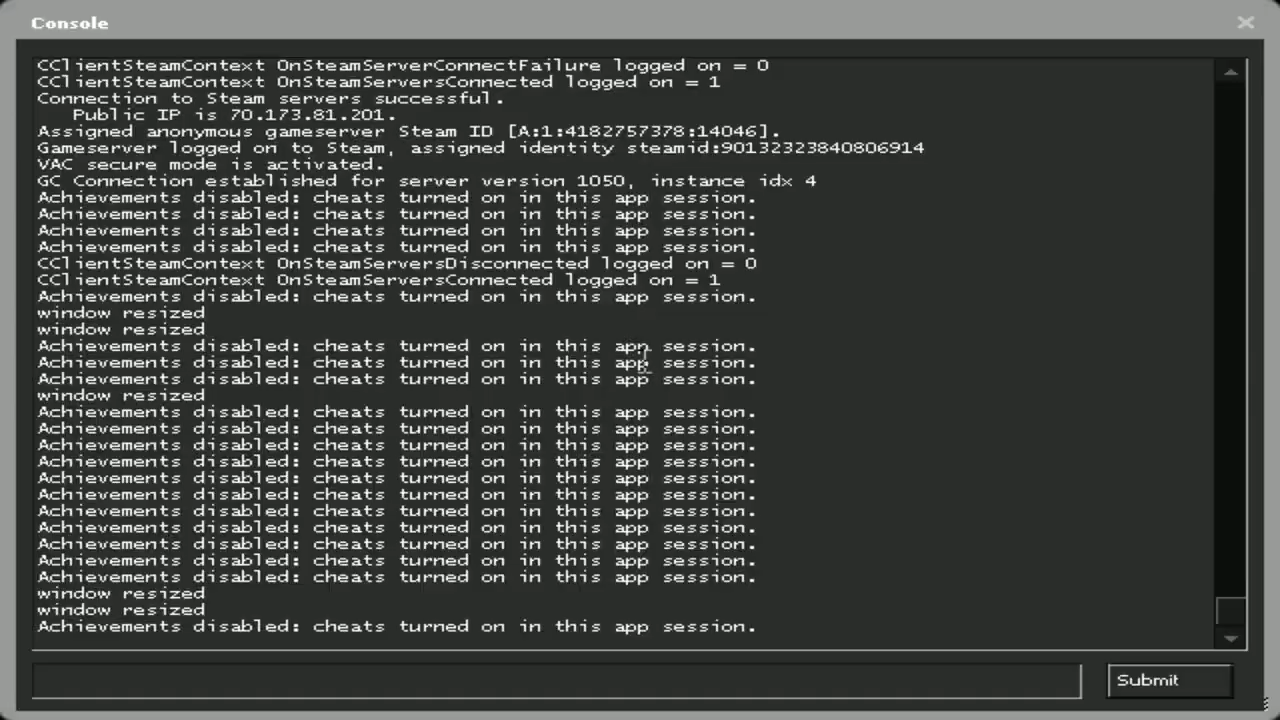 Console
CClientSteamContext OnSteamServerConnectFailure logged on = 0
CClientSteamContext OnSteamServersConnected logged on = 1
Connection to Steam servers successful.
Public IP is 70.173.81.201.
Assigned anonymous gameserver Steam ID [A:1:4182757378:14046].
Gameserver logged on to Steam, assigned identity steamid:90132323840806914
VAC secure mode is activated.
GC Connection established for server version 1050, instance idx 4
Achievements disabled: cheats turned on in this app session.
Achievements disabled: cheats turned on in this app session.
Achievements disabled: cheats turned on in this app session.
Achievements disabled: cheats turned on in this app session.
CClientSteamContext OnSteamServersDisconnected logged on = 0
CClientSteamContext OnSteamServersConnected logged on = 1
Achievements disabled: cheats turned on in this app session.
window resized
window resized
Achievements disabled: cheats turned on in this app session.
Achievements disabled: cheats turned on in this app session.
Achievements disabled: cheats turned on in this app session.
window resized
Achievements disabled: cheats turned on in this app session.
Achievements disabled: cheats turned on in this app session.
Achievements disabled: cheats turned on in this app session.
Achievements disabled: cheats turned on in this app session.
Achievements disabled: cheats turned on in this app session.
Achievements disabled: cheats turned on in this app session.
Achievements disabled: cheats turned on in this app session.
Achievements disabled: cheats turned on in this app session.
Achievements disabled: cheats turned on in this app session.
Achievements disabled: cheats turned on in this app session.
Achievements disabled: cheats turned on in this app session.
window resized
window resized
Achievements disabled: cheats turned on in this app session.
Submit